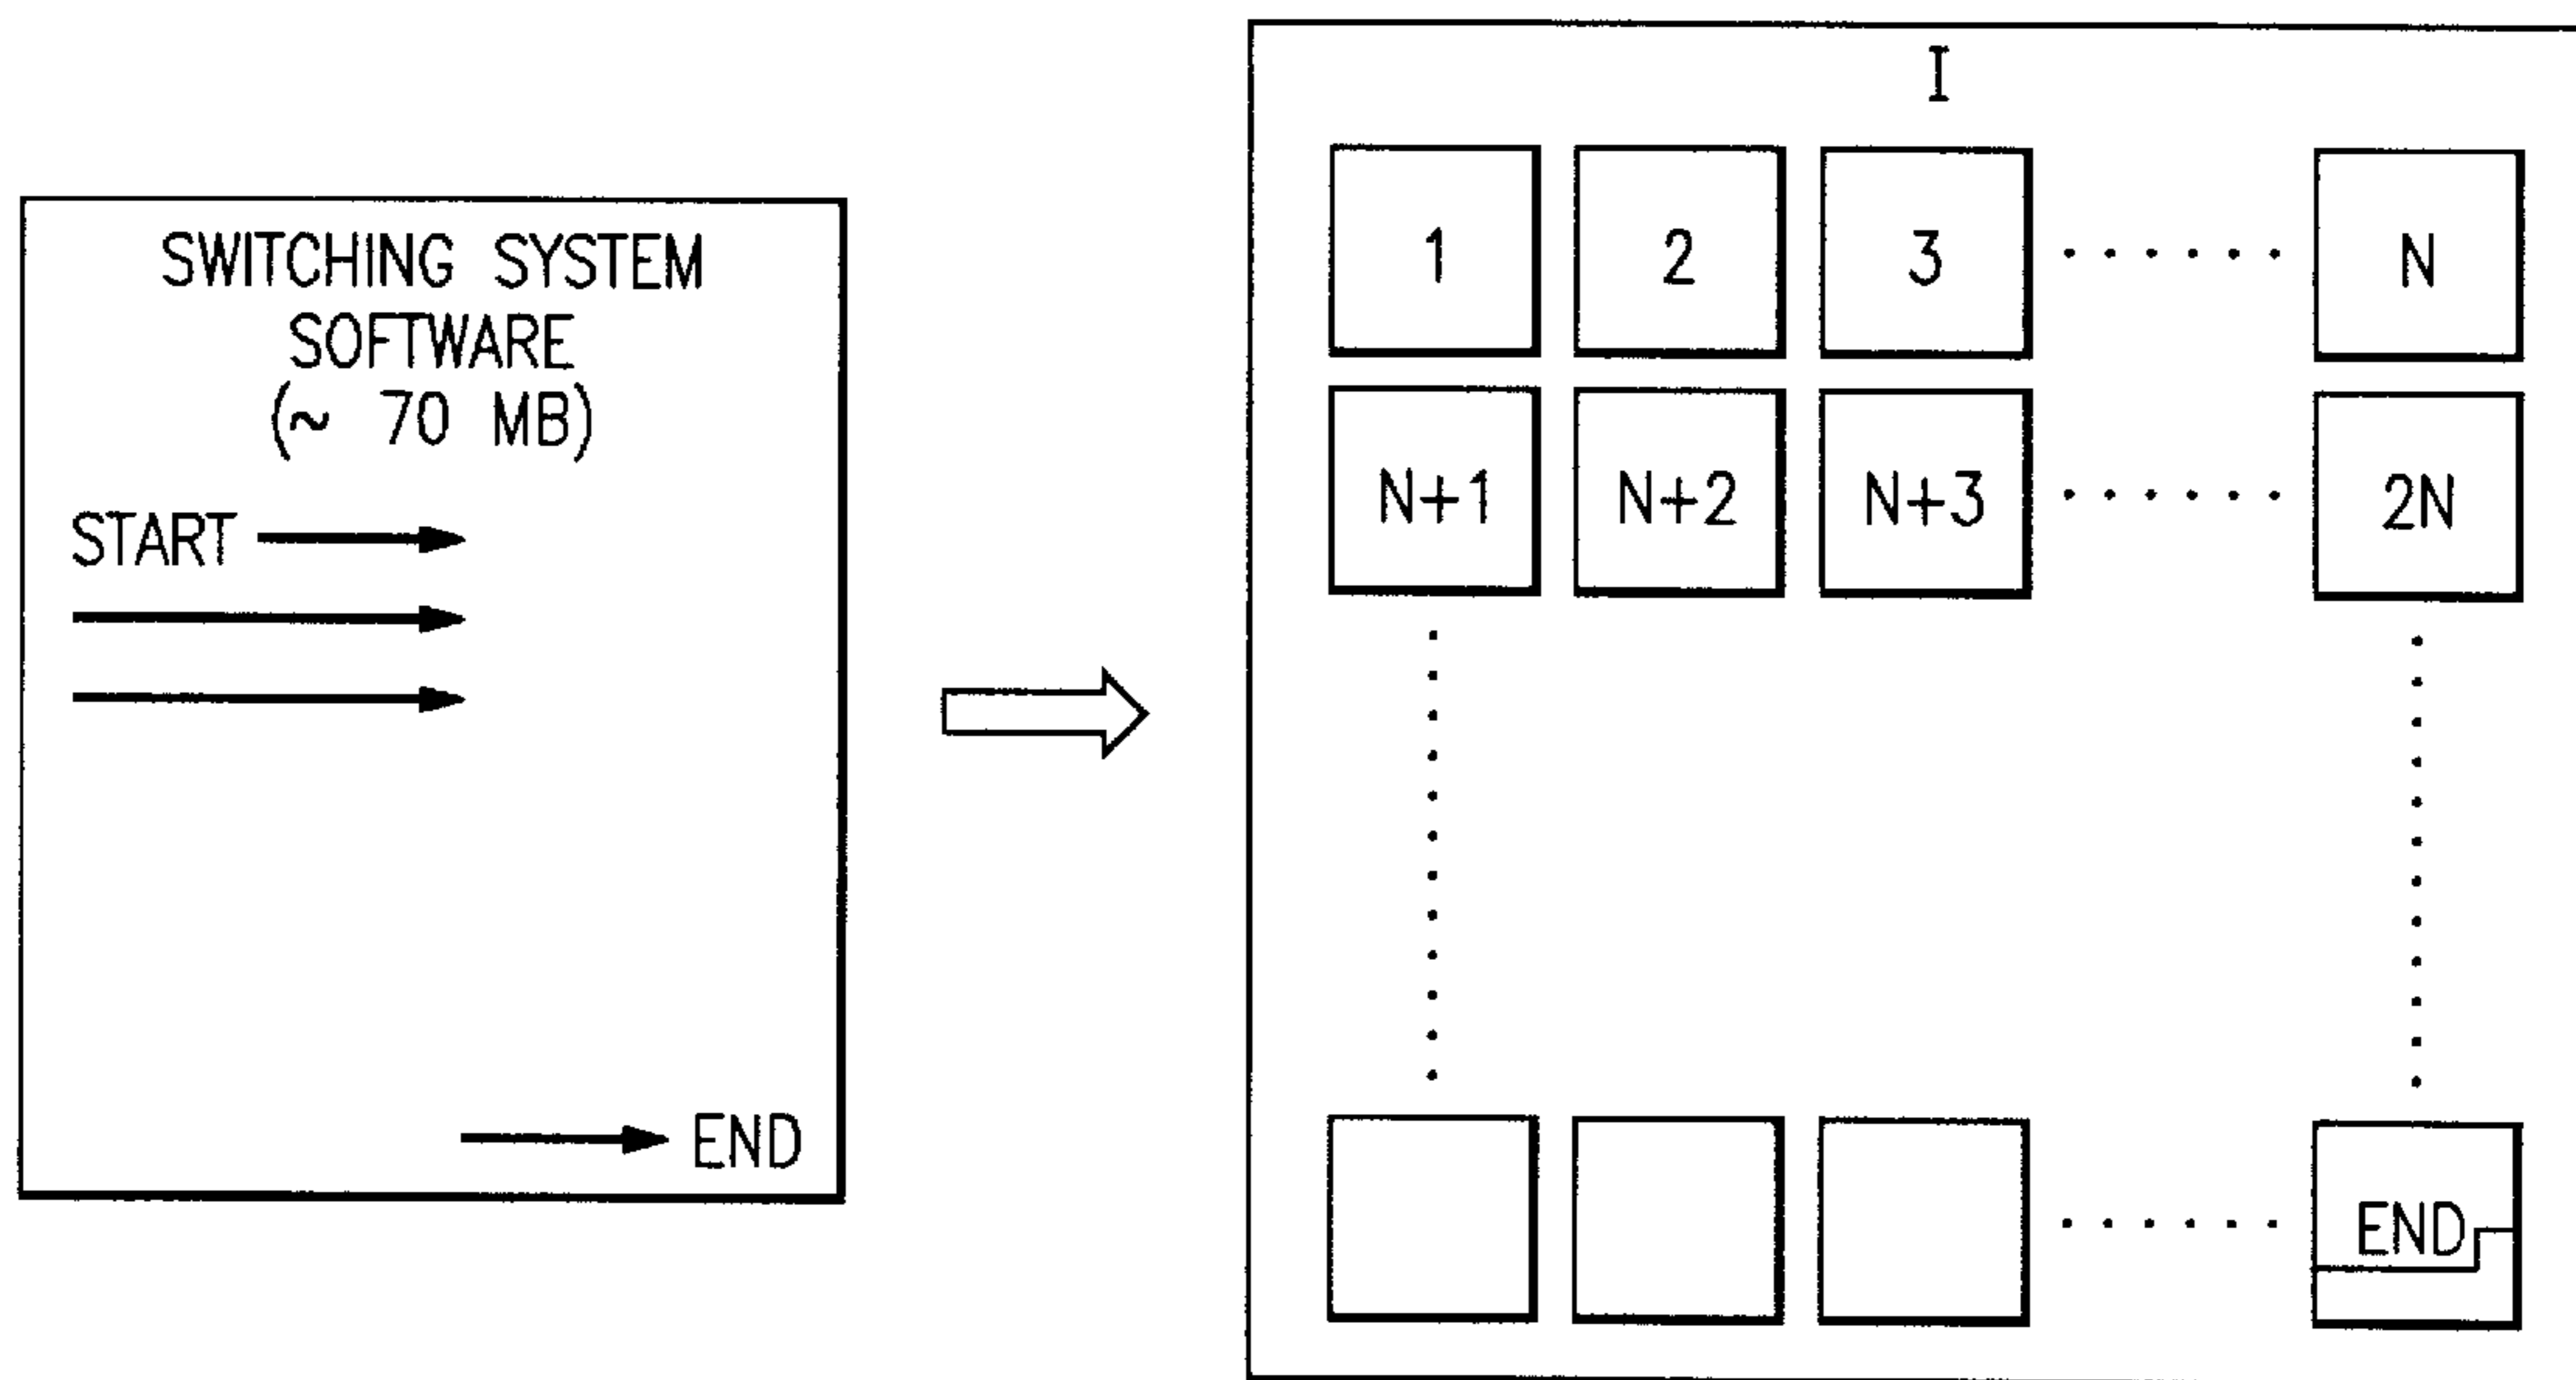 SWITCHING SYSTEM
SOFTWARE
(~ 70 MB)
START
END
I
1 2 3 ...... N
N+1 N+2 N+3 ...... 2N
...... END